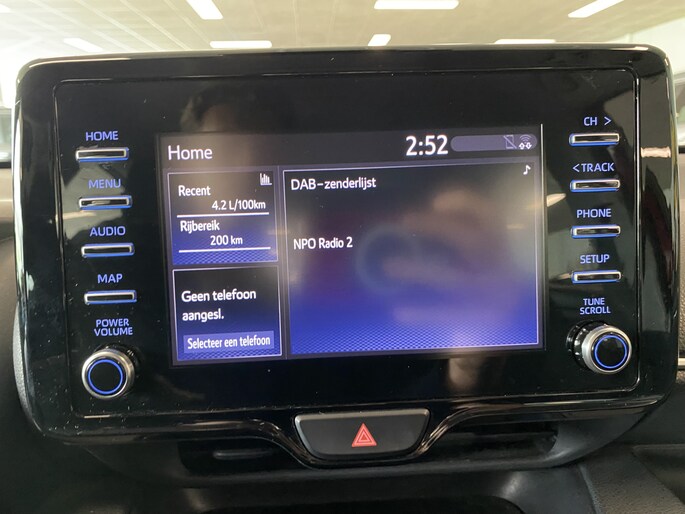 HOME
MENU
AUDIO
MAP
POWER
VOLUME
Home
2:52
Recent
4.2 L/100km
Rijbereik
200 km
Geen telefoon
aangesl.
Selecteer een telefoon
DAB-zenderlijst
NPO Radio 2
CH >
< TRACK
PHONE
SETUP
TUNE
SCROLL